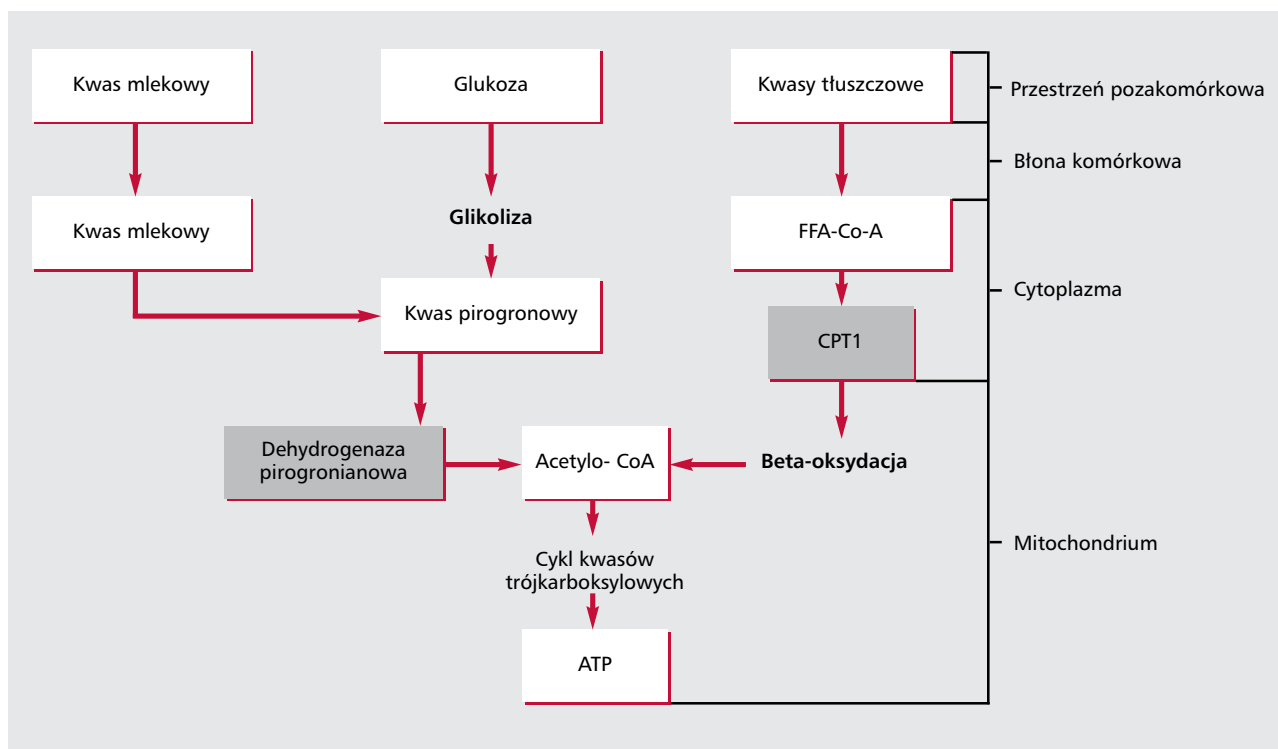 Kwas mlekowy
Glukoza
Kwasy tłuszczowe
Przestrzeń pozakomórkowa
Błona komórkowa
Kwas mlekowy
Glikoliza
FFA-Co-A
Cytoplazma
Kwas pirogronowy
CPT1
Dehydrogenaza
pirogronianowa
Acetylo- CoA
Beta-oksydacja
Mitochondrium
Cykl kwasów
trójkarboksylowych
ATP